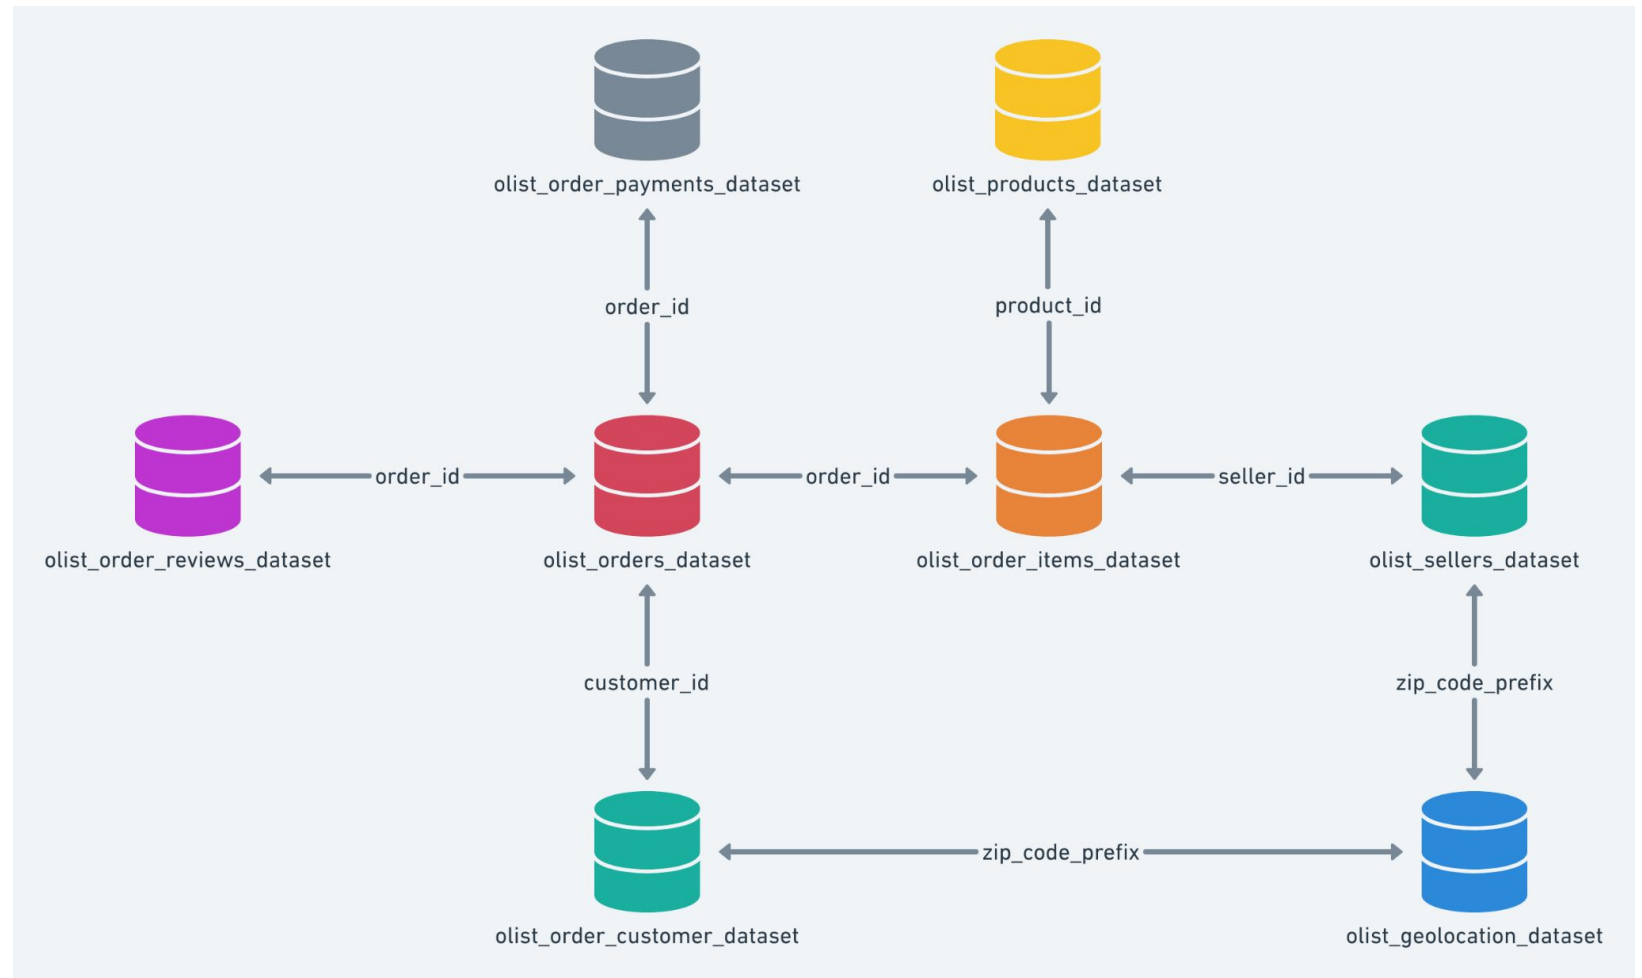 olist_order_payments_dataset
olist_products_dataset
order_id
product_id
order_id
order_id
seller_id
olist_order_reviews_dataset
olist_orders_dataset
olist_order_items_dataset
olist_sellers_dataset
customer_id
zip_code_prefix
zip_code_prefix
olist_order_customer_dataset
olist_geolocation_dataset